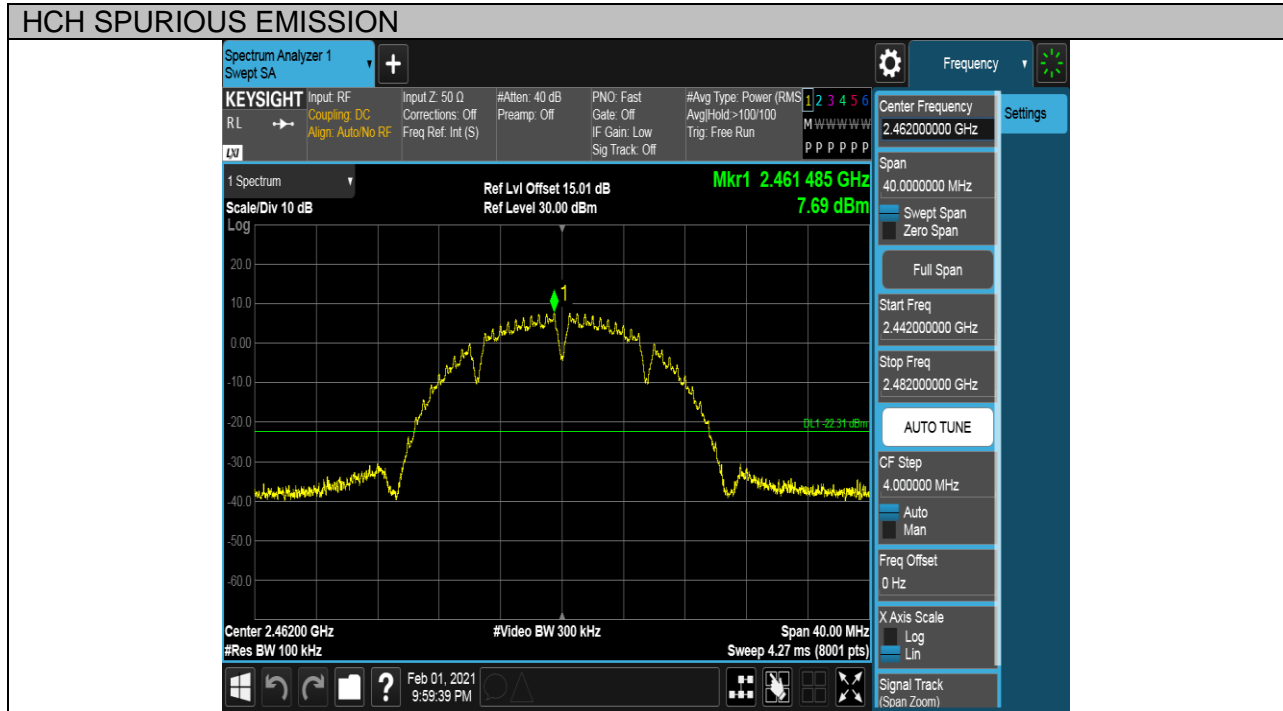 HCH SPURIOUS EMISSION
Spectrum Analyzer 1
Swept SA
+
Frequency
KEYSIGHT
RL
LXI
Input: RF
Coupling: DC
Align: Auto/No RF
Input Z: 50 Ω
Corrections: Off
Freq Ref: Int (S)
#Atten: 40 dB
Preamp: Off
PNO: Fast
Gate: Off
IF Gain: Low
Sig Track: Off
#Avg Type: Power (RMS
Avg|Hold:>100/100
Trig: Free Run
1 2 3 4 5 6
M W W W W W
P P P P P P
1 Spectrum
Scale/Div 10 dB
Log
Ref Lvl Offset 15.01 dB
Ref Level 30.00 dBm
Mkr1 2.461 485 GHz
7.69 dBm
20.0
10.0
0.00
-10.0
-20.0
-30.0
-40.0
-50.0
-60.0
1
DL1 -22.31 dBm
Center 2.46200 GHz
#Res BW 100 kHz
#Video BW 300 kHz
Span 40.00 MHz
Sweep 4.27 ms (8001 pts)
?
Feb 01, 2021
9:59:39 PM
Center Frequency
2.462000000 GHz
Settings
Span
40.0000000 MHz
Swept Span
Zero Span
Full Span
Start Freq
2.442000000 GHz
Stop Freq
2.482000000 GHz
AUTO TUNE
CF Step
4.000000 MHz
Auto
Man
Freq Offset
0 Hz
X Axis Scale
Log
Lin
Signal Track
(Span Zoom)